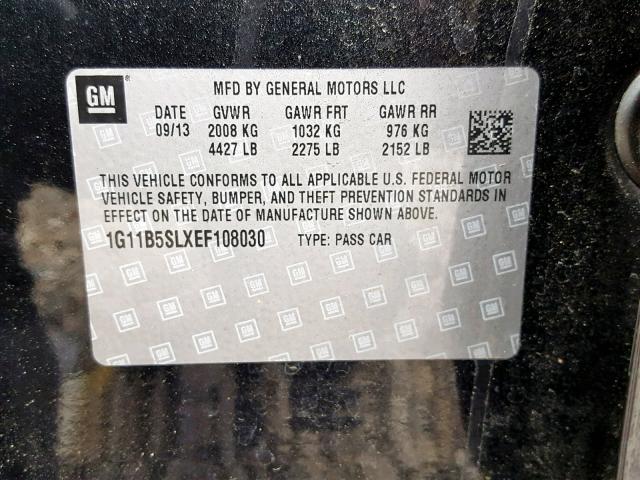 GM
MFD BY GENERAL MOTORS LLC
DATE GVWR GAWR FRT GAWR RR
09/13 2008 KG 1032 KG 976 KG
4427 LB 2275 LB 2152 LB
THIS VEHICLE CONFORMS TO ALL APPLICABLE U.S. FEDERAL MOTOR
VEHICLE SAFETY, BUMPER, AND THEFT PREVENTION STANDARDS IN
EFFECT ON THE DATE OF MANUFACTURE SHOWN ABOVE.
1G11B5SLXEF108030 TYPE: PASS CAR